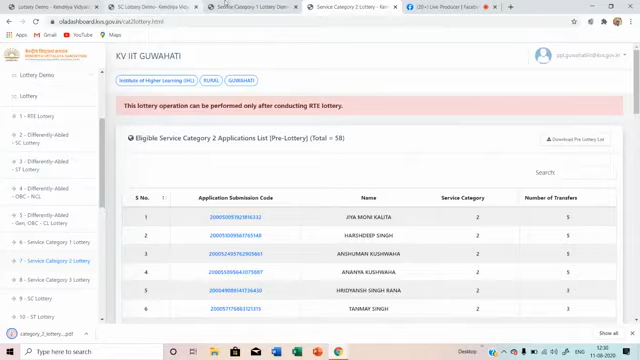 Lottery Demo - Kendriya Vidyala
SC Lottery Demo - Kendriya Vidy
Service Category-1 Lottery Demo
Service Category 2 Lottery - Ken
(20+) Live Producer | Facebook
oladashboard.kvs.gov.in/cat2lottery.html
Apps
Gmail
YouTube
Maps
KV IIT GUWAHATI
Institute of Higher Learning (IHL)
RURAL
GUWAHATI
Lottery Demo
Lottery
1 - RTE Lottery
2 - Differently-Abled
SC Lottery
3 - Differently-Abled
ST Lottery
4 - Differently-Abled
OBC - NCL
5 - Differently-Abled
Gen, OBC - CL Lottery
6 - Service Category 1 Lottery
7 - Service Category 2 Lottery
8 - Service Category 3 Lottery
9 - SC Lottery
10 - ST Lottery
This lottery operation can be performed only after conducting RTE lottery.
Eligible Service Category 2 Applications List [Pre-Lottery] (Total = 58)
Download Pre Lottery List
Search:
S No. Application Submission Code Name Service Category Number of Transfers
1 JIYA MONI KALITA 2 5
2 HARSHDEEP SINGH 2 5
3 ANSHUMAN KUSHWAHA 2 5
4 ANANYA KUSHWAHA 2 5
5 HRIDYANSH SINGH RANA 2 3
6 TANMAY SINGH 2 3
category_2_lottery....pdf
Show all
Type here to search
Desktop
ENG
12:30
11-08-2020